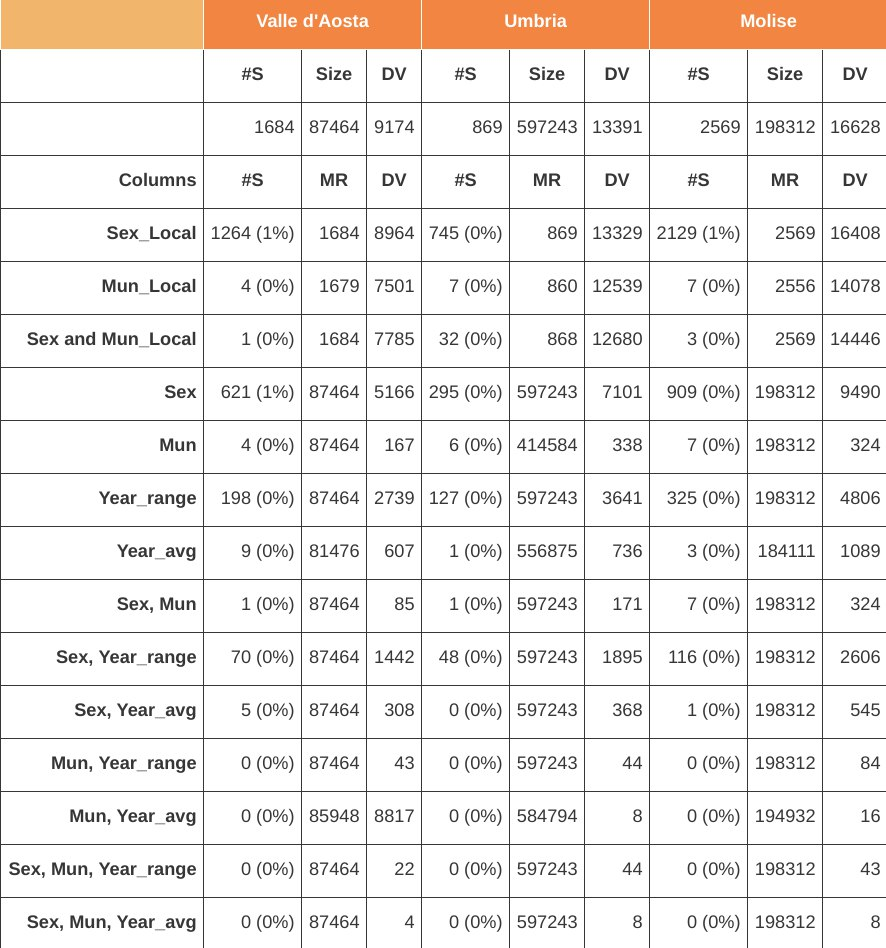 Valle d'Aosta Umbria Molise
#S Size DV #S Size DV #S Size DV
1684 87464 9174 869 597243 13391 2569 198312 16628
Columns #S MR DV #S MR DV #S MR DV
Sex_Local 1264 (1%) 1684 8964 745 (0%) 869 13329 2129 (1%) 2569 16408
Mun_Local 4 (0%) 1679 7501 7 (0%) 860 12539 7 (0%) 2556 14078
Sex and Mun_Local 1 (0%) 1684 7785 32 (0%) 868 12680 3 (0%) 2569 14446
Sex 621 (1%) 87464 5166 295 (0%) 597243 7101 909 (0%) 198312 9490
Mun 4 (0%) 87464 167 6 (0%) 414584 338 7 (0%) 198312 324
Year_range 198 (0%) 87464 2739 127 (0%) 597243 3641 325 (0%) 198312 4806
Year_avg 9 (0%) 81476 607 1 (0%) 556875 736 3 (0%) 184111 1089
Sex, Mun 1 (0%) 87464 85 1 (0%) 597243 171 7 (0%) 198312 324
Sex, Year_range 70 (0%) 87464 1442 48 (0%) 597243 1895 116 (0%) 198312 2606
Sex, Year_avg 5 (0%) 87464 308 0 (0%) 597243 368 1 (0%) 198312 545
Mun, Year_range 0 (0%) 87464 43 0 (0%) 597243 44 0 (0%) 198312 84
Mun, Year_avg 0 (0%) 85948 8817 0 (0%) 584794 8 0 (0%) 194932 16
Sex, Mun, Year_range 0 (0%) 87464 22 0 (0%) 597243 44 0 (0%) 198312 43
Sex, Mun, Year_avg 0 (0%) 87464 4 0 (0%) 597243 8 0 (0%) 198312 8